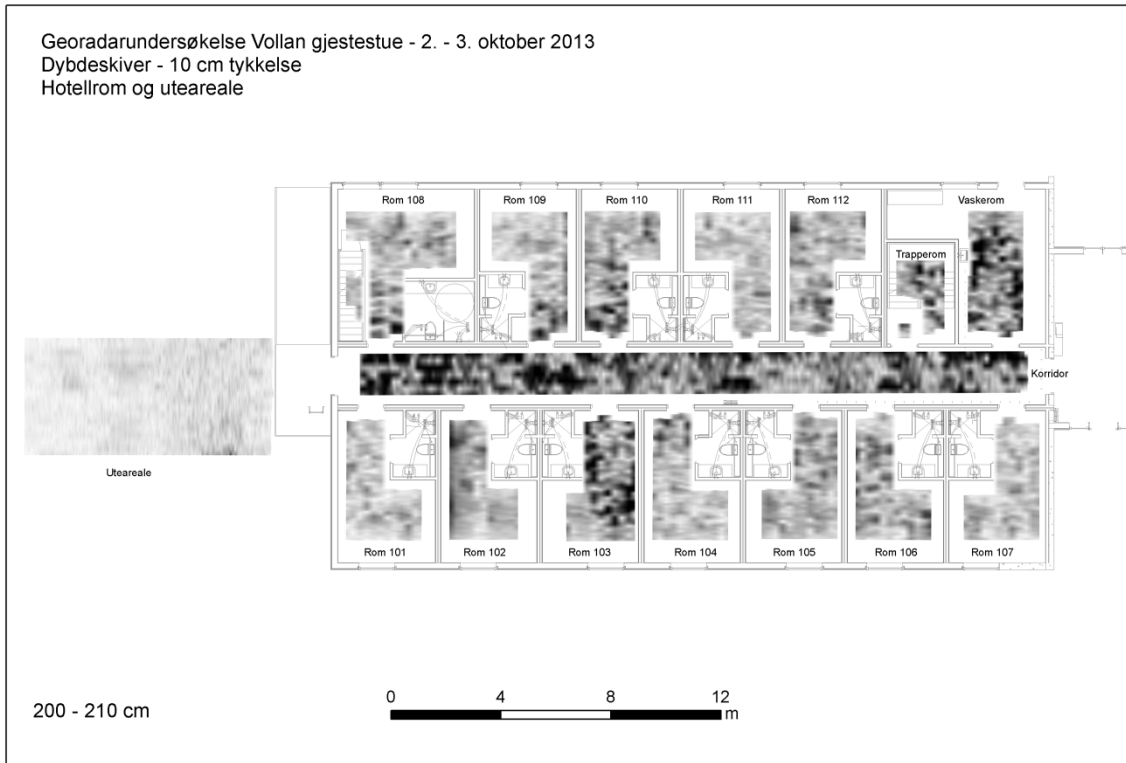 Georadarundersøkelse Vollan gjestestue - 2. - 3. oktober 2013
Dybdeskiver - 10 cm tykkelse
Hotellrom og uteareale
Rom 108
Rom 109
Rom 110
Rom 111
Rom 112
Vaskerom
Trapperom
Korridor
Uteareale
Rom 101
Rom 102
Rom 103
Rom 104
Rom 105
Rom 106
Rom 107
200 - 210 cm
0 4 8 12
m